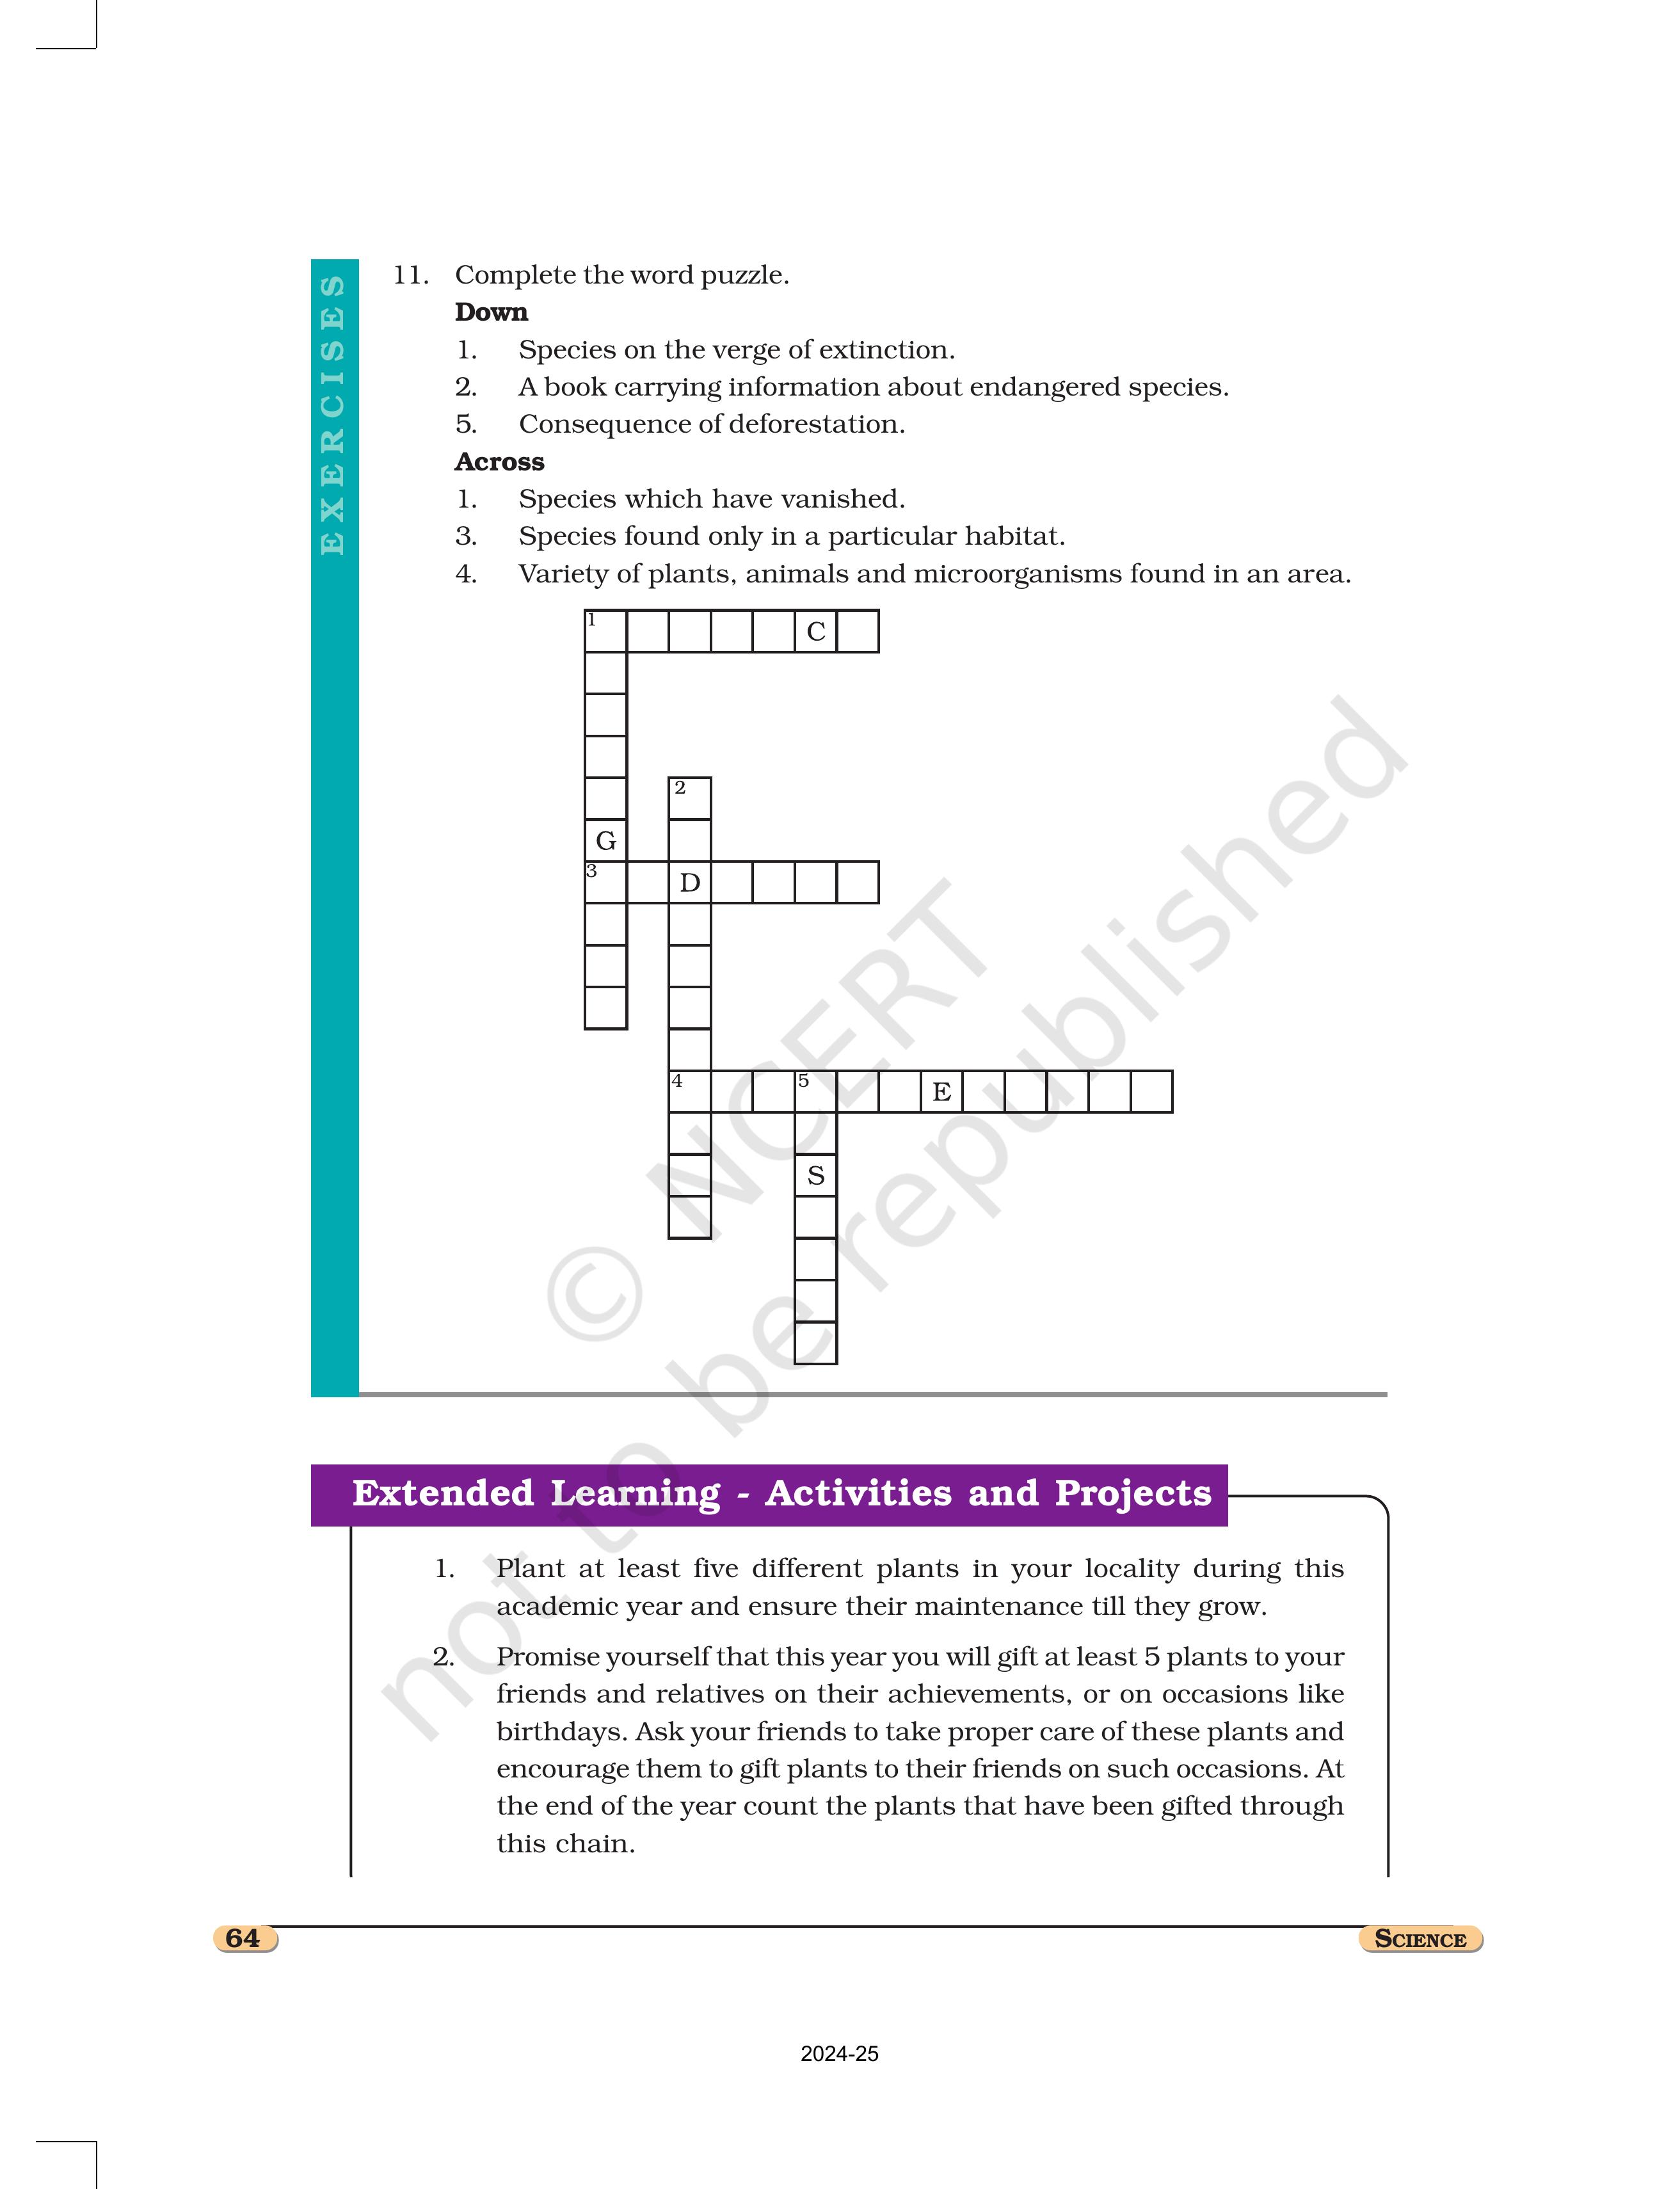 EXERCISES
11. Complete the word puzzle.
Down
1. Species on the verge of extinction.
2. A book carrying information about endangered species.
5. Consequence of deforestation.
Across
1. Species which have vanished.
3. Species found only in a particular habitat.
4. Variety of plants, animals and microorganisms found in an area.
1 C
2
G
3 D
4 5 E
S
© NCERT
not to be republished
Extended Learning - Activities and Projects
1. Plant at least five different plants in your locality during this
academic year and ensure their maintenance till they grow.
2. Promise yourself that this year you will gift at least 5 plants to your
friends and relatives on their achievements, or on occasions like
birthdays. Ask your friends to take proper care of these plants and
encourage them to gift plants to their friends on such occasions. At
the end of the year count the plants that have been gifted through
this chain.
64
SCIENCE
2024-25